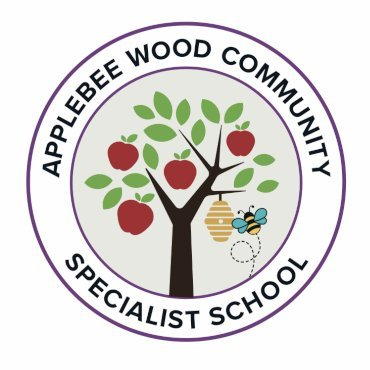 APPLEBEE WOOD COMMUNITY
SPECIALIST SCHOOL